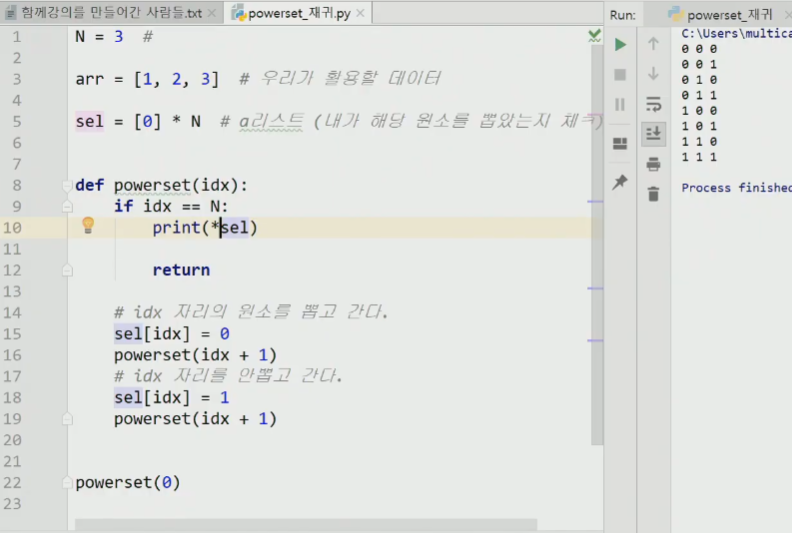 함께강의를 만들어간 사람들.txt
powerset_재귀.py
Run:
powerset_재귀
1 N = 3 #
2
3 arr = [1, 2, 3] # 우리가 활용할 데이터
4
5 sel = [0] * N # a리스트 (내가 해당 원소를 뽑았는지 체크)
6
7
8 def powerset(idx):
9 if idx == N:
10 print(*sel)
11
12 return
13
14 # idx 자리의 원소를 뽑고 간다.
15 sel[idx] = 0
16 powerset(idx + 1)
17 # idx 자리를 안뽑고 간다.
18 sel[idx] = 1
19 powerset(idx + 1)
20
21
22 powerset(0)
23
C:\Users\multica
0 0 0
0 0 1
0 1 0
0 1 1
1 0 0
1 0 1
1 1 0
1 1 1
Process finished